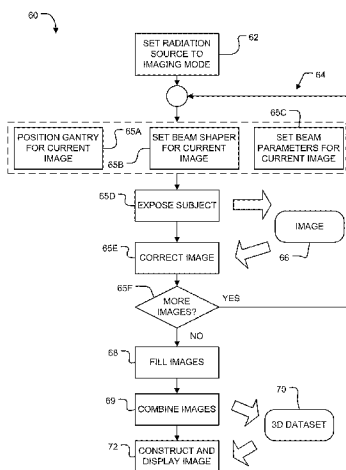 60
SET RADIATION
SOURCE TO
IMAGING MODE
62
64
POSITION GANTRY
FOR CURRENT
IMAGE
65A
65B
SET BEAM SHAPER
FOR CURRENT
IMAGE
65C
SET BEAM
PARAMETERS FOR
CURRENT IMAGE
65D
EXPOSE SUBJECT
IMAGE
66
65E
CORRECT IMAGE
65F
MORE
IMAGES?
YES
NO
68
FILL IMAGES
69
COMBINE IMAGES
70
3D DATASET
72
CONSTRUCT AND
DISPLAY IMAGE